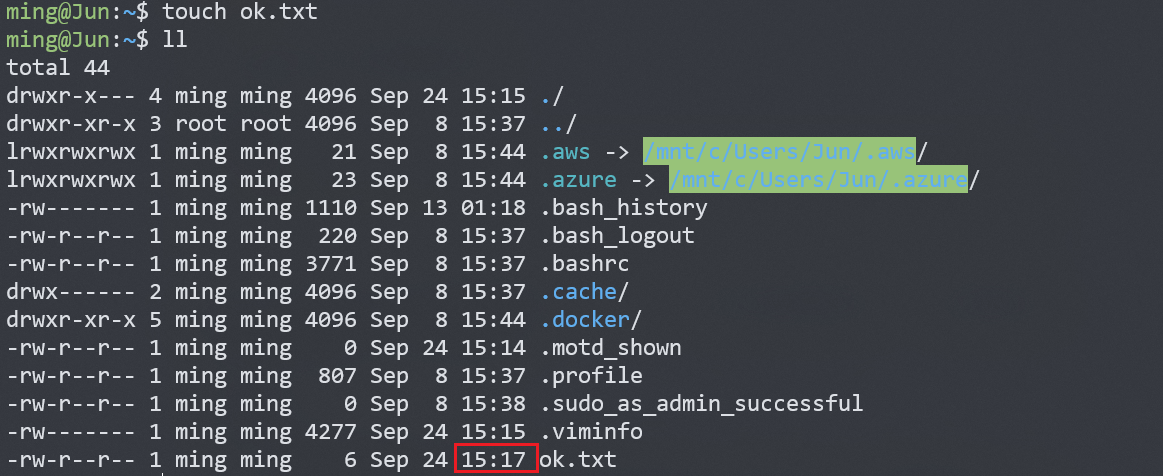 ming@Jun:~$ touch ok.txt
ming@Jun:~$ ll
total 44
drwxr-x--- 4 ming ming 4096 Sep 24 15:15 ./
drwxr-xr-x 3 root root 4096 Sep  8 15:37 ../
lrwxrwxrwx 1 ming ming   21 Sep  8 15:44 .aws -> /mnt/c/Users/Jun/.aws/
lrwxrwxrwx 1 ming ming   23 Sep  8 15:44 .azure -> /mnt/c/Users/Jun/.azure/
-rw------- 1 ming ming 1110 Sep 13 01:18 .bash_history
-rw-r--r-- 1 ming ming  220 Sep  8 15:37 .bash_logout
-rw-r--r-- 1 ming ming 3771 Sep  8 15:37 .bashrc
drwx------ 2 ming ming 4096 Sep  8 15:37 .cache/
drwxr-xr-x 5 ming ming 4096 Sep  8 15:44 .docker/
-rw-r--r-- 1 ming ming    0 Sep 24 15:14 .motd_shown
-rw-r--r-- 1 ming ming  807 Sep  8 15:37 .profile
-rw-r--r-- 1 ming ming    0 Sep  8 15:38 .sudo_as_admin_successful
-rw------- 1 ming ming 4277 Sep 24 15:15 .viminfo
-rw-r--r-- 1 ming ming    6 Sep 24 15:17 ok.txt